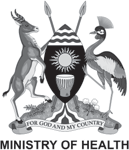 FOR GOD AND MY COUNTRY
MINISTRY OF HEALTH